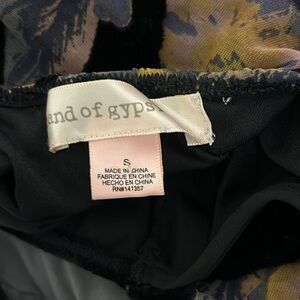 and of gyps
S
MADE IN CHINA
FABRIQUE EN CHINE
HECHO EN CHINA
RN#141357